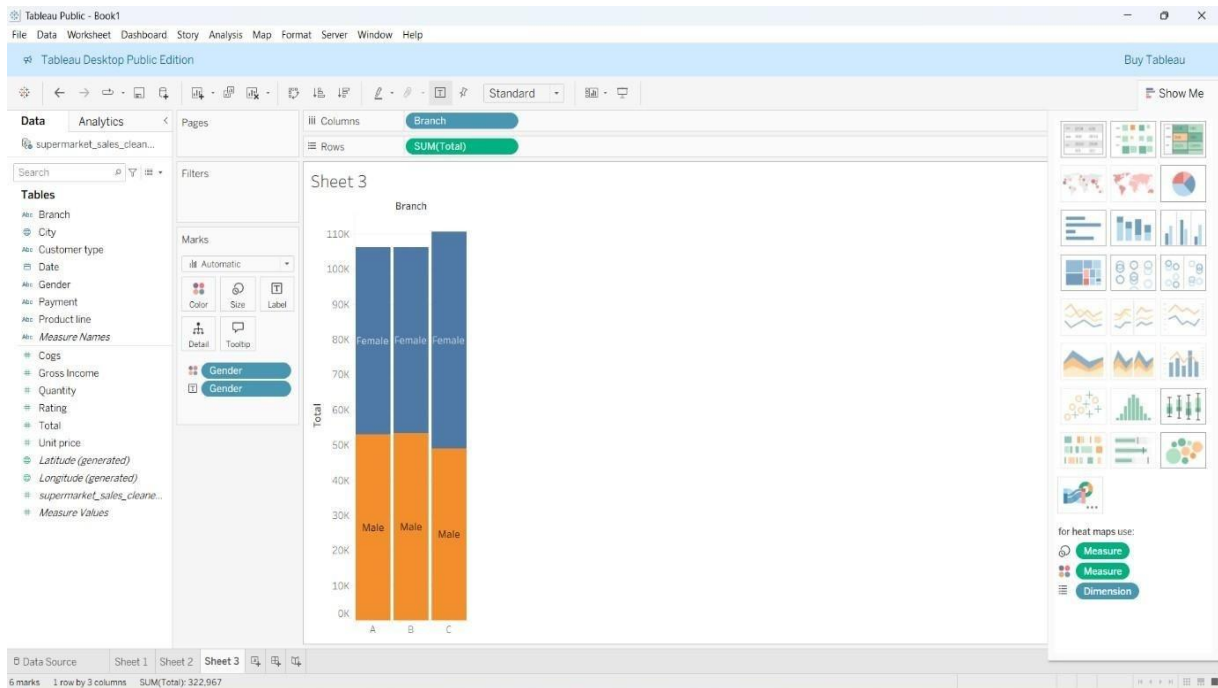 Tableau Public - Book1
File Data Worksheet Dashboard Story Analysis Map Format Server Window Help
Tableau Desktop Public Edition
Buy Tableau
Standard
Show Me
Data Analytics
supermarket_sales_clean...
Search
Tables
Abc Branch
City
Abc Customer type
Date
Abc Gender
Abc Payment
Abc Product line
Abc Measure Names
# Cogs
# Gross Income
# Quantity
# Rating
# Total
# Unit price
Latitude (generated)
Longitude (generated)
# supermarket_sales_cleane...
# Measure Values
Pages
Filters
Marks
Automatic
Color Size Label
Detail Tooltip
Gender
Gender
Columns Branch
Rows SUM(Total)
Sheet 3
Branch
110K
100K
90K
80K
70K
60K
50K
40K
30K
20K
10K
0K
Total
Female Female Female
Male Male Male
A B C
for heat maps use:
Measure
Measure
Dimension
Data Source Sheet 1 Sheet 2 Sheet 3
6 marks 1 row by 3 columns SUM(Total): 322,967